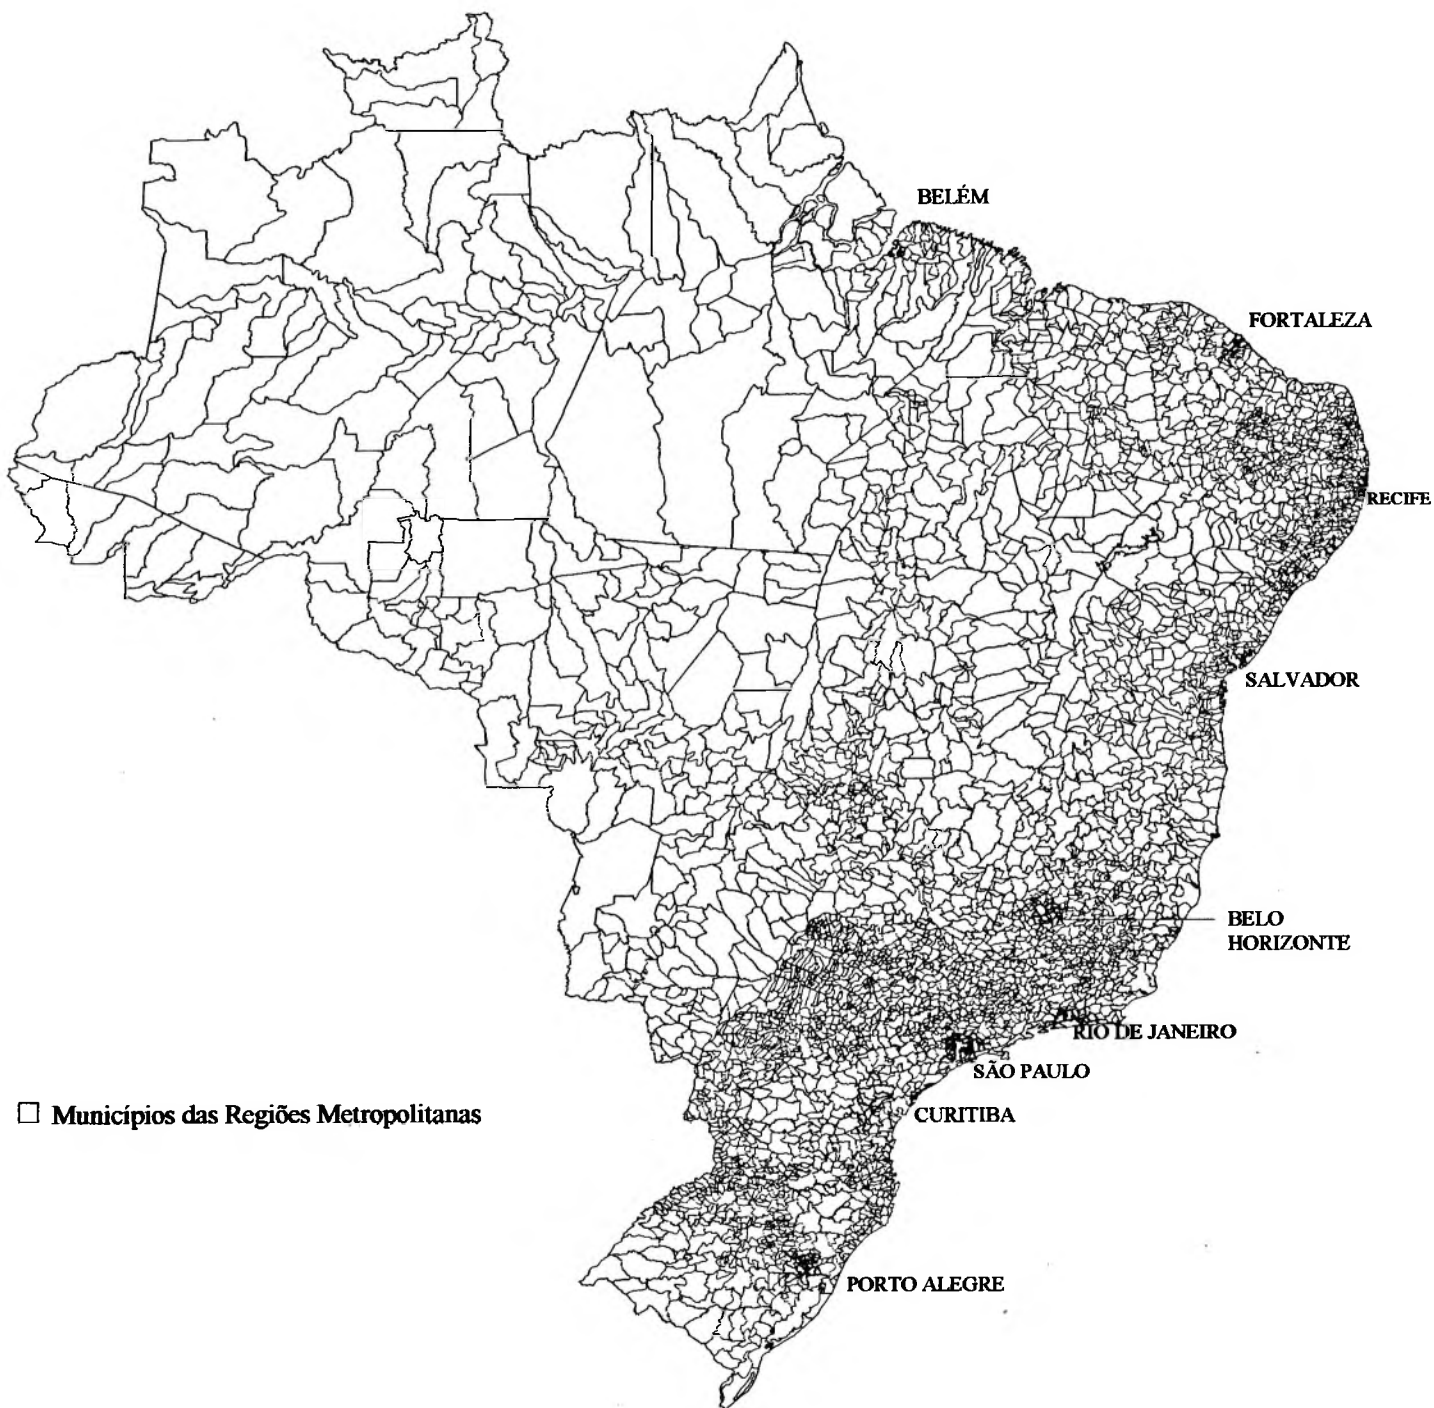 BELÉM
FORTALEZA
RECIFE
SALVADOR
BELO
HORIZONTE
RIO DE JANEIRO
SÃO PAULO
CURITIBA
Municípios das Regiões Metropolitanas
PORTO ALEGRE